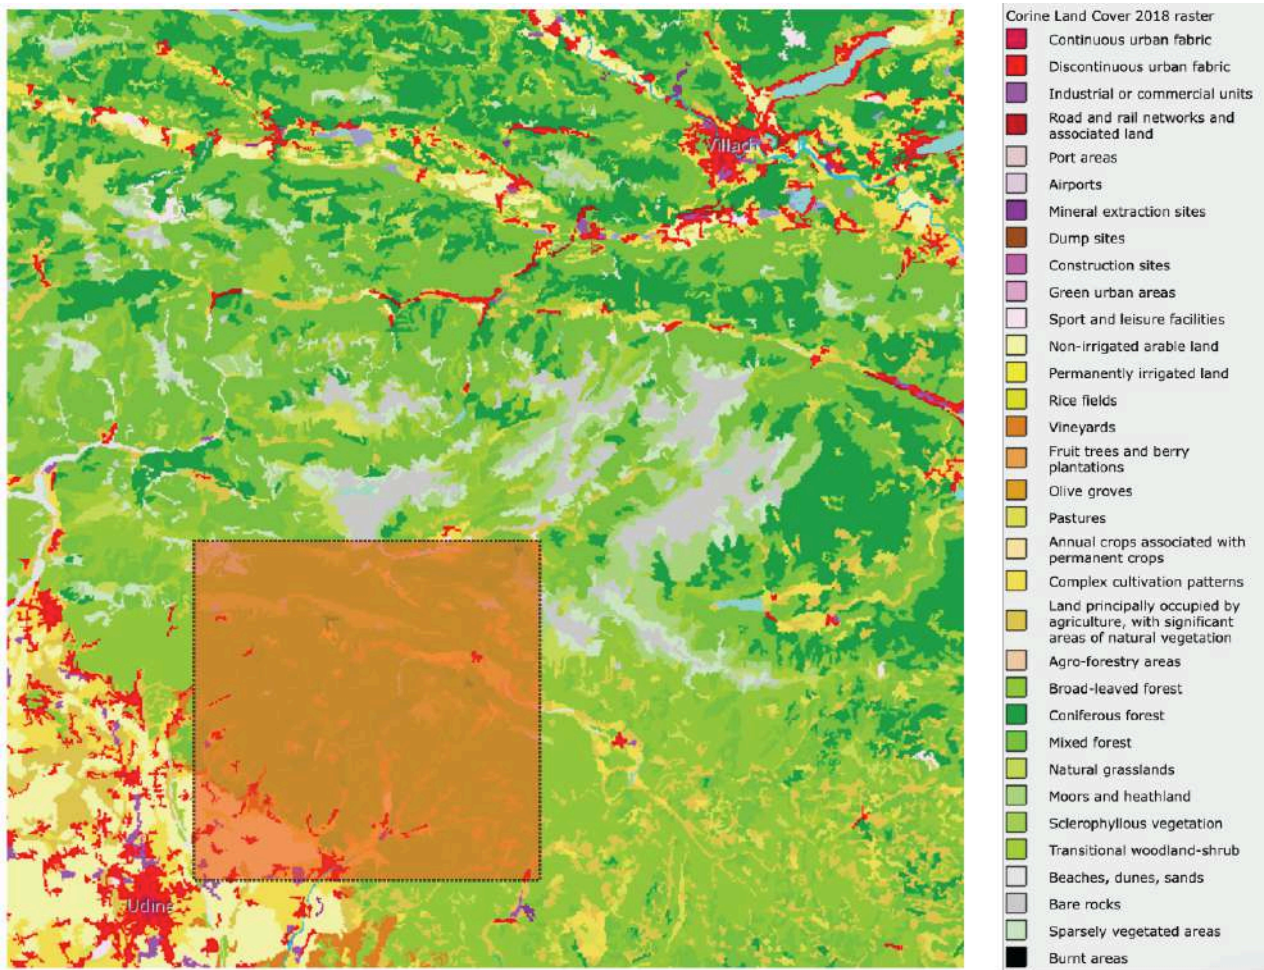 Villach
Udine
Corine Land Cover 2018 raster
Continuous urban fabric
Discontinuous urban fabric
Industrial or commercial units
Road and rail networks and
associated land
Port areas
Airports
Mineral extraction sites
Dump sites
Construction sites
Green urban areas
Sport and leisure facilities
Non-irrigated arable land
Permanently irrigated land
Rice fields
Vineyards
Fruit trees and berry
plantations
Olive groves
Pastures
Annual crops associated with
permanent crops
Complex cultivation patterns
Land principally occupied by
agriculture, with significant
areas of natural vegetation
Agro-forestry areas
Broad-leaved forest
Coniferous forest
Mixed forest
Natural grasslands
Moors and heathland
Sclerophyllous vegetation
Transitional woodland-shrub
Beaches, dunes, sands
Bare rocks
Sparsely vegetated areas
Burnt areas